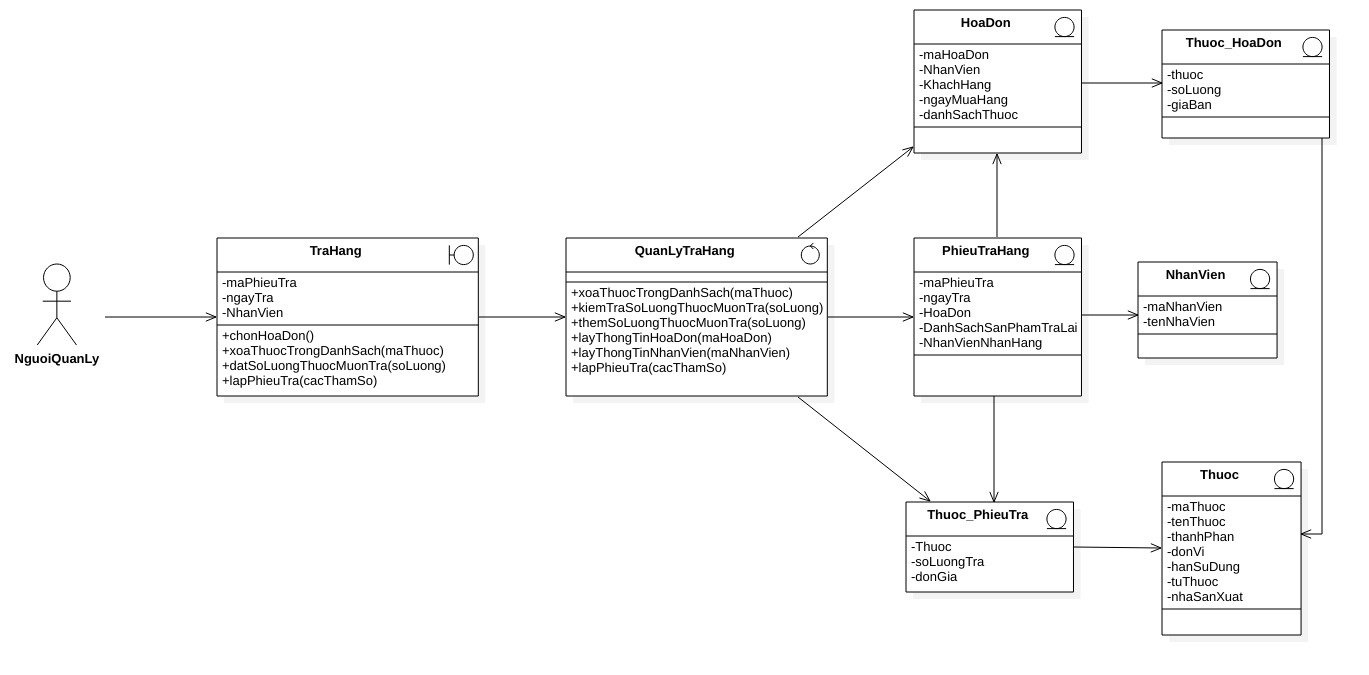 HoaDon
-maHoaDon
-NhanVien
-KhachHang
-ngayMuaHang
-danhSachThuoc
Thuoc_HoaDon
-thuoc
-soLuong
-giaBan
NguoiQuanLy
TraHang
-maPhieuTra
-ngayTra
-NhanVien
+chonHoaDon()
+xoaThuocTrongDanhSach(maThuoc)
+datSoLuongThuocMuonTra(soLuong)
+lapPhieuTra(cacThamSo)
QuanLyTraHang
+xoaThuocTrongDanhSach(maThuoc)
+kiemTraSoLuongThuocMuonTra(soLuong)
+themSoLuongThuocMuonTra(soLuong)
+layThongTinHoaDon(maHoaDon)
+layThongTinNhanVien(maNhanVien)
+lapPhieuTra(cacThamSo)
PhieuTraHang
-maPhieuTra
-ngayTra
-HoaDon
-DanhSachSanPhamTraLai
-NhanVienNhanHang
NhanVien
-maNhanVien
-tenNhaVien
Thuoc_PhieuTra
-Thuoc
-soLuongTra
-donGia
Thuoc
-maThuoc
-tenThuoc
-thanhPhan
-donVi
-hanSuDung
-tuThuoc
-nhaSanXuat